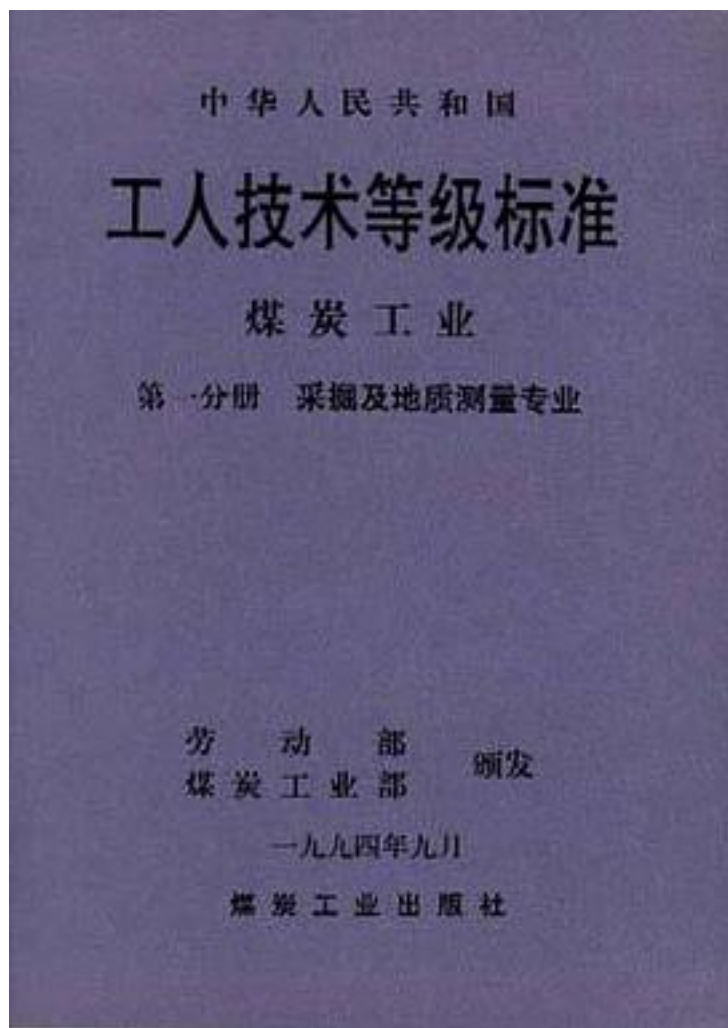 中华人民共和国
工人技术等级标准
煤炭工业
第一分册 采掘及地质测量专业
劳动部
煤炭工业部 颁发
一九九四年九月
煤炭工业出版社